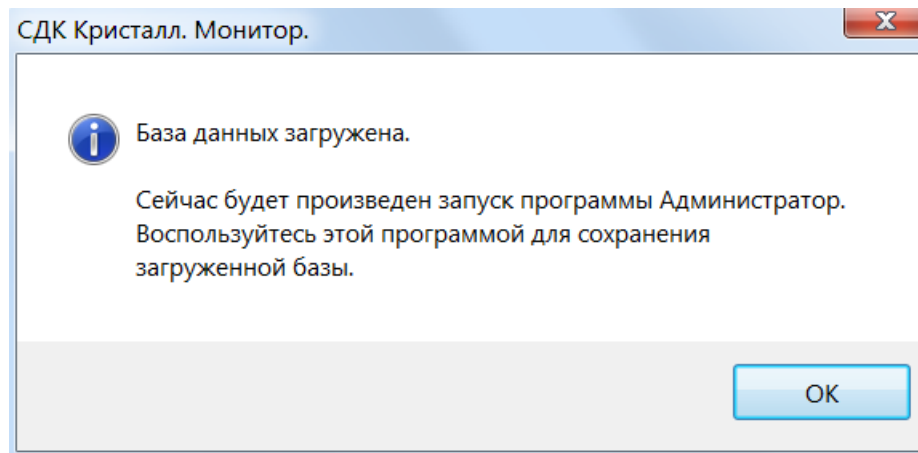 СДК Кристалл. Монитор.
База данных загружена.
Сейчас будет произведен запуск программы Администратор.
Воспользуйтесь этой программой для сохранения
загруженной базы.
OK